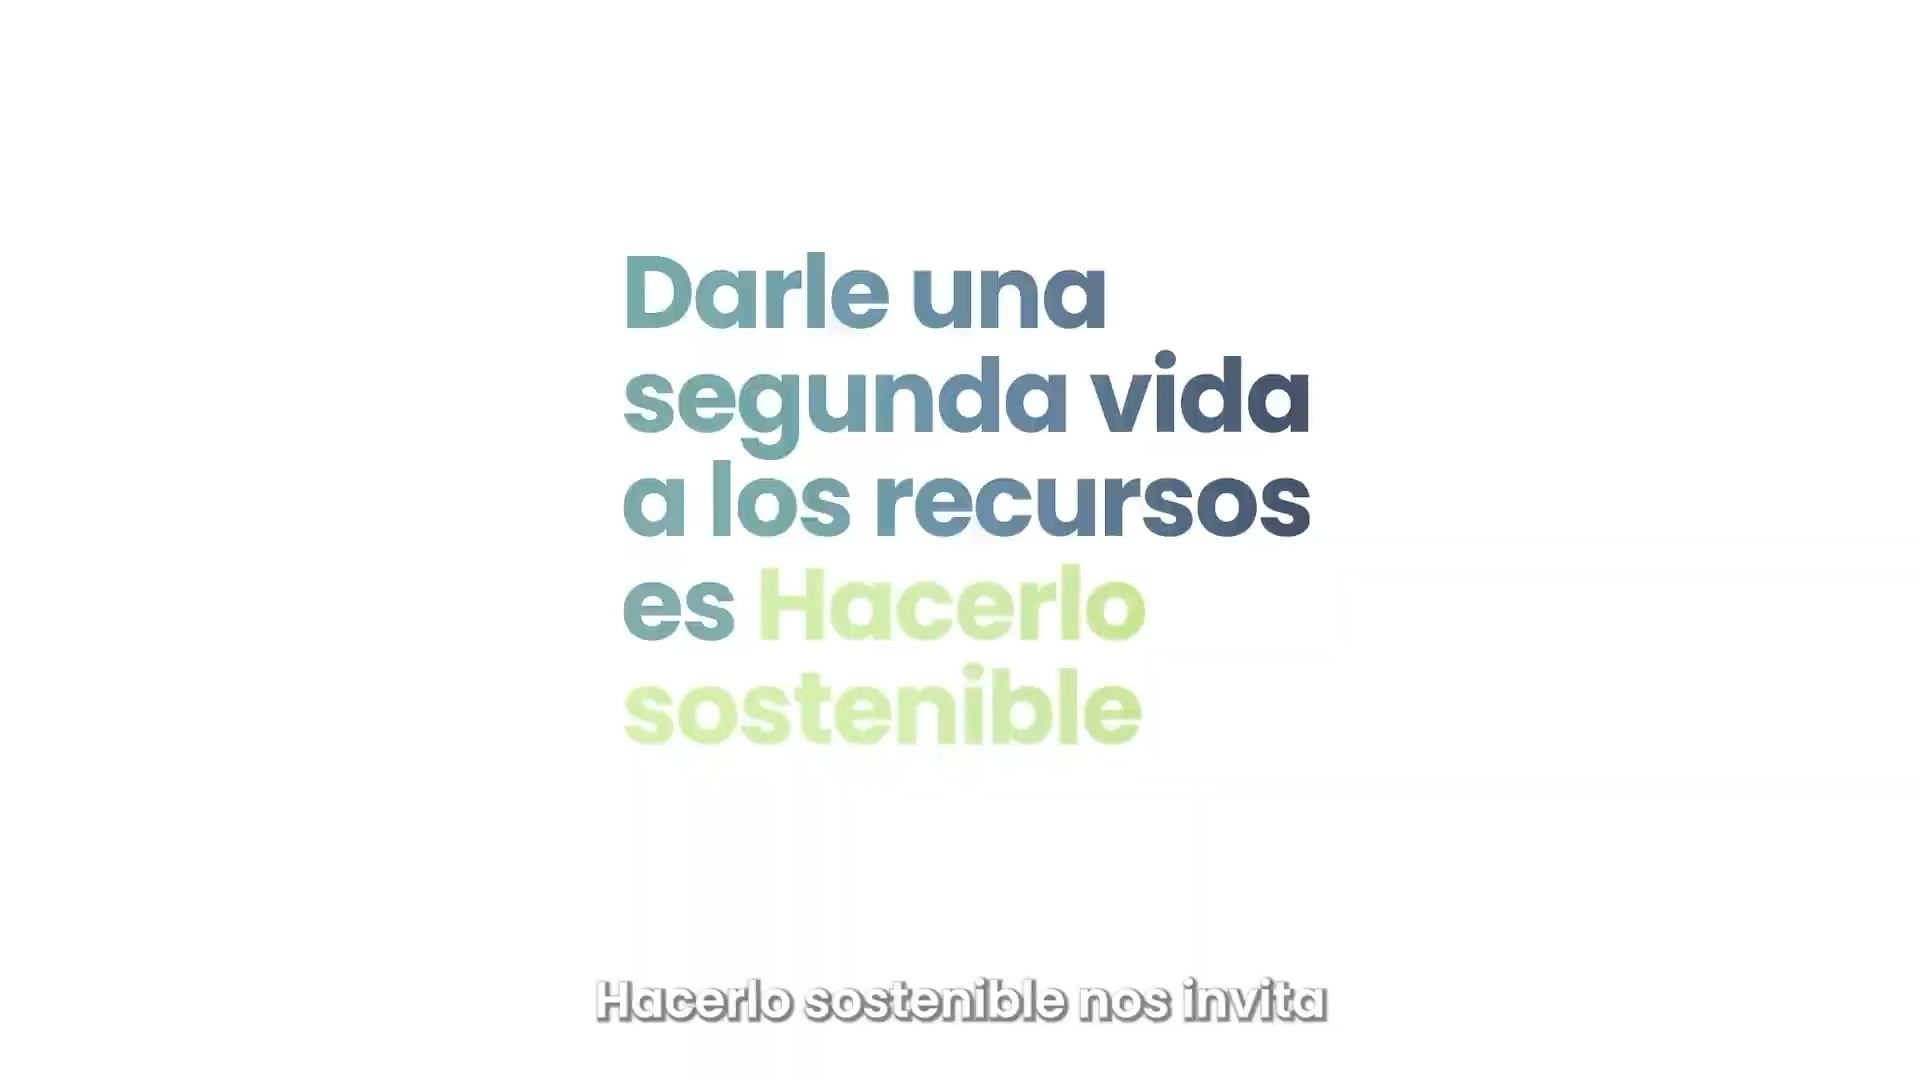 Darle una
segunda vida
a los recursos
es Hacerlo
sostenible
Hacerlo sostenible nos invita